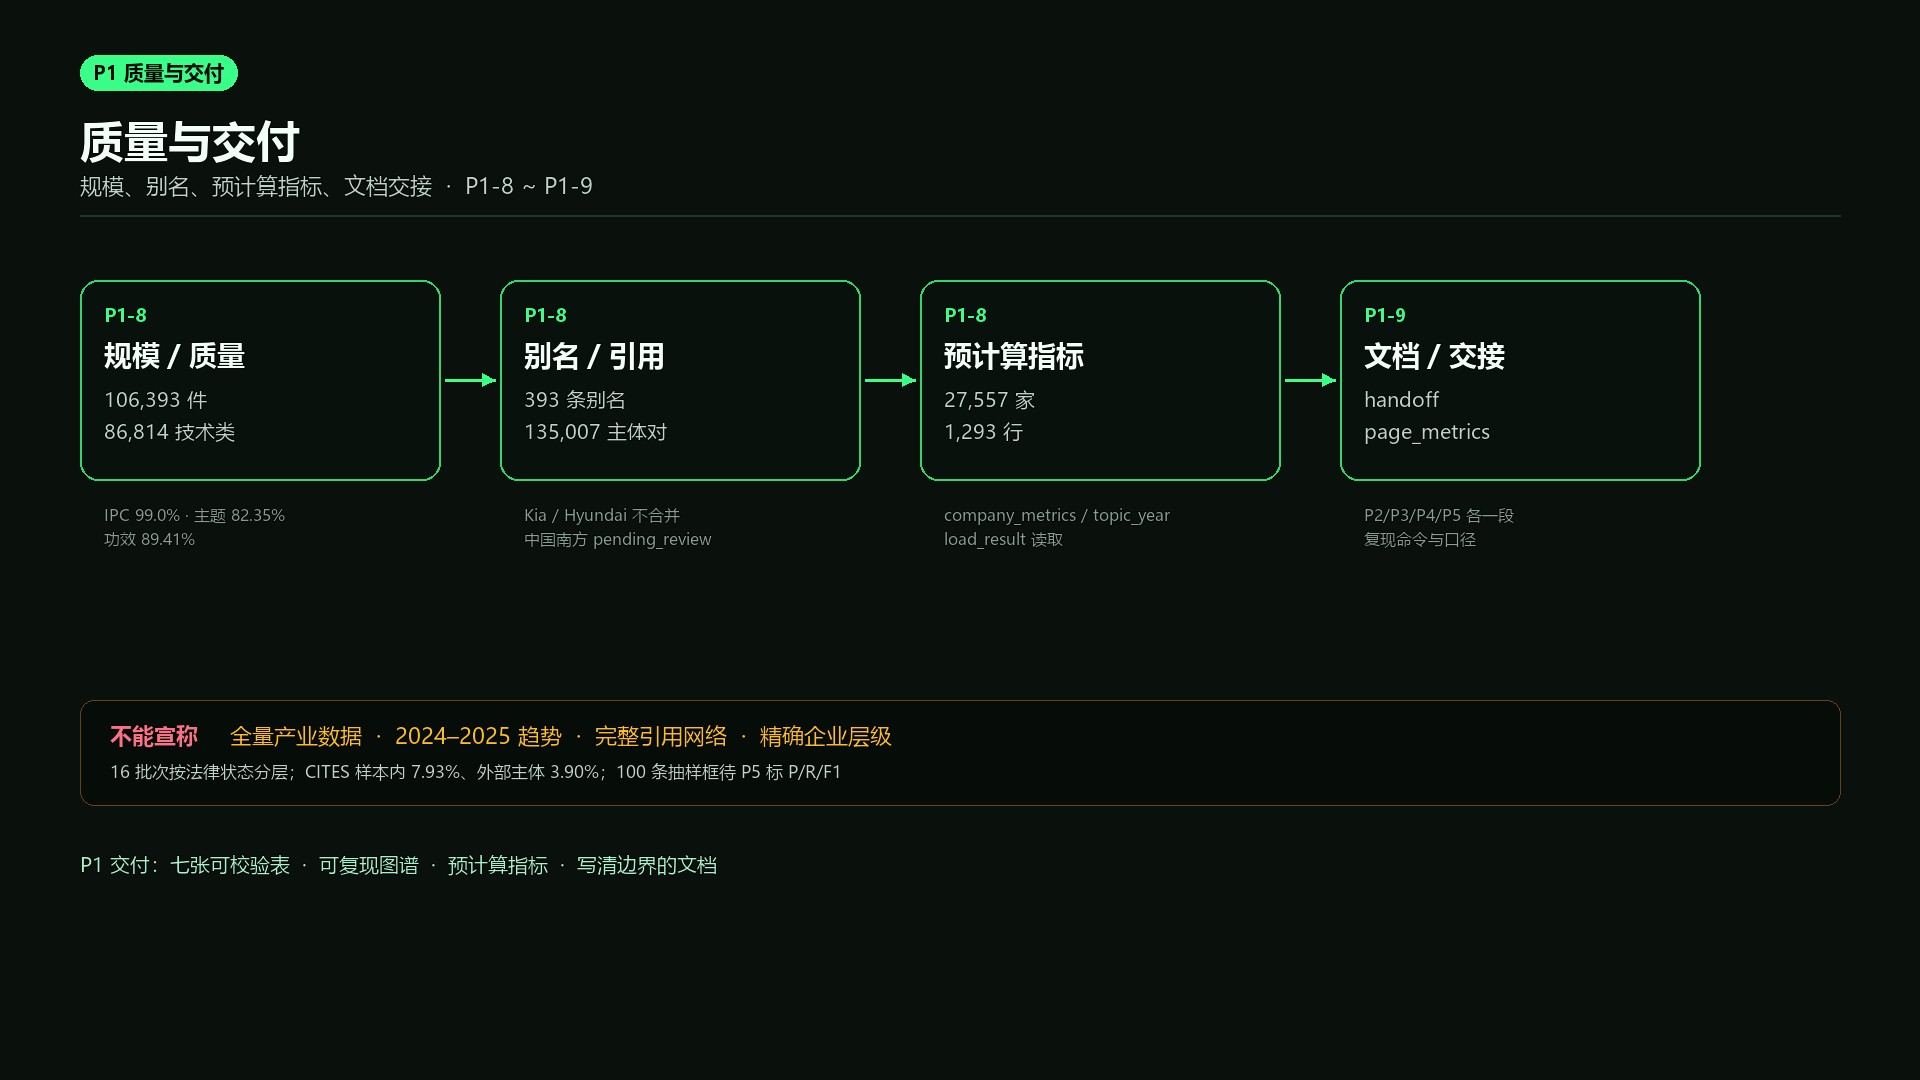 P1 质量与交付
质量与交付
规模、别名、预计算指标、文档交接 · P1-8 ~ P1-9
P1-8
规模 / 质量
106,393 件
86,814 技术类
IPC 99.0% · 主题 82.35%
功效 89.41%
P1-8
别名 / 引用
393 条别名
135,007 主体对
Kia / Hyundai 不合并
中国南方 pending_review
P1-8
预计算指标
27,557 家
1,293 行
company_metrics / topic_year
load_result 读取
P1-9
文档 / 交接
handoff
page_metrics
P2/P3/P4/P5 各一段
复现命令与口径
不能宣称 全量产业数据 · 2024–2025 趋势 · 完整引用网络 · 精确企业层级
16 批次按法律状态分层；CITES 样本内 7.93%、外部主体 3.90%；100 条抽样框待 P5 标 P/R/F1
P1 交付：七张可校验表 · 可复现图谱 · 预计算指标 · 写清边界的文档